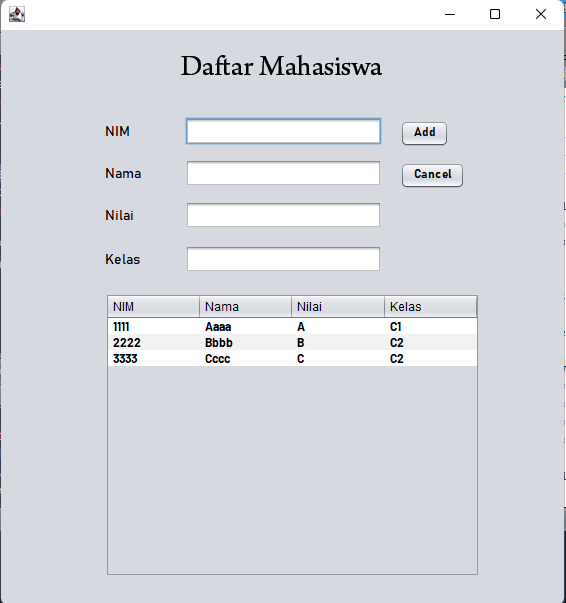 Daftar Mahasiswa
NIM
Add
Nama
Cancel
Nilai
Kelas
NIM Nama Nilai Kelas
1111 Aaaa A C1
2222 Bbbb B C2
3333 Cccc C C2